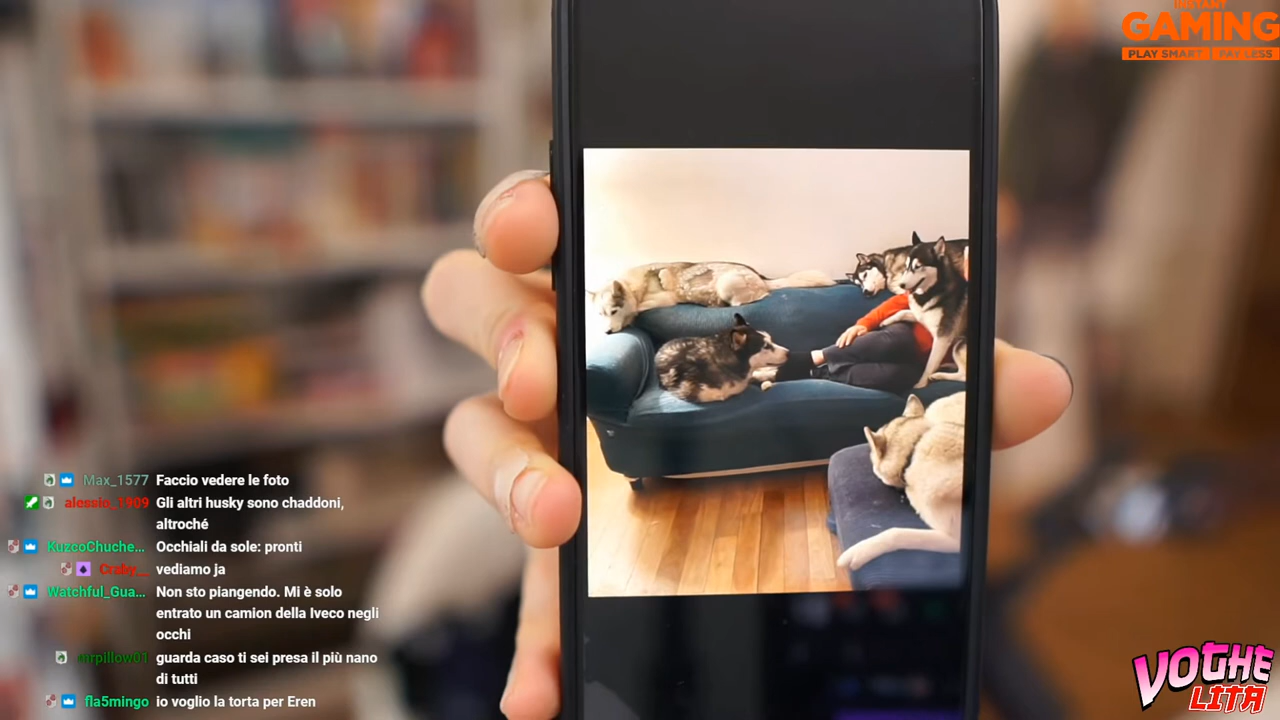 INSTANT
GAMING
PLAY SMART PAY LESS
Max_1577 Faccio vedere le foto
alessio_1909 Gli altri husky sono chaddoni,
altroché
KuzcoChuche... Occhiali da sole: pronti
vediamo ja
Watchful_Gua... Non sto piangendo. Mi è solo
entrato un camion della Iveco negli
occhi
mrpillow01 guarda caso ti sei presa il più nano
di tutti
fla5mingo io voglio la torta per Eren
VOGHE
LITA